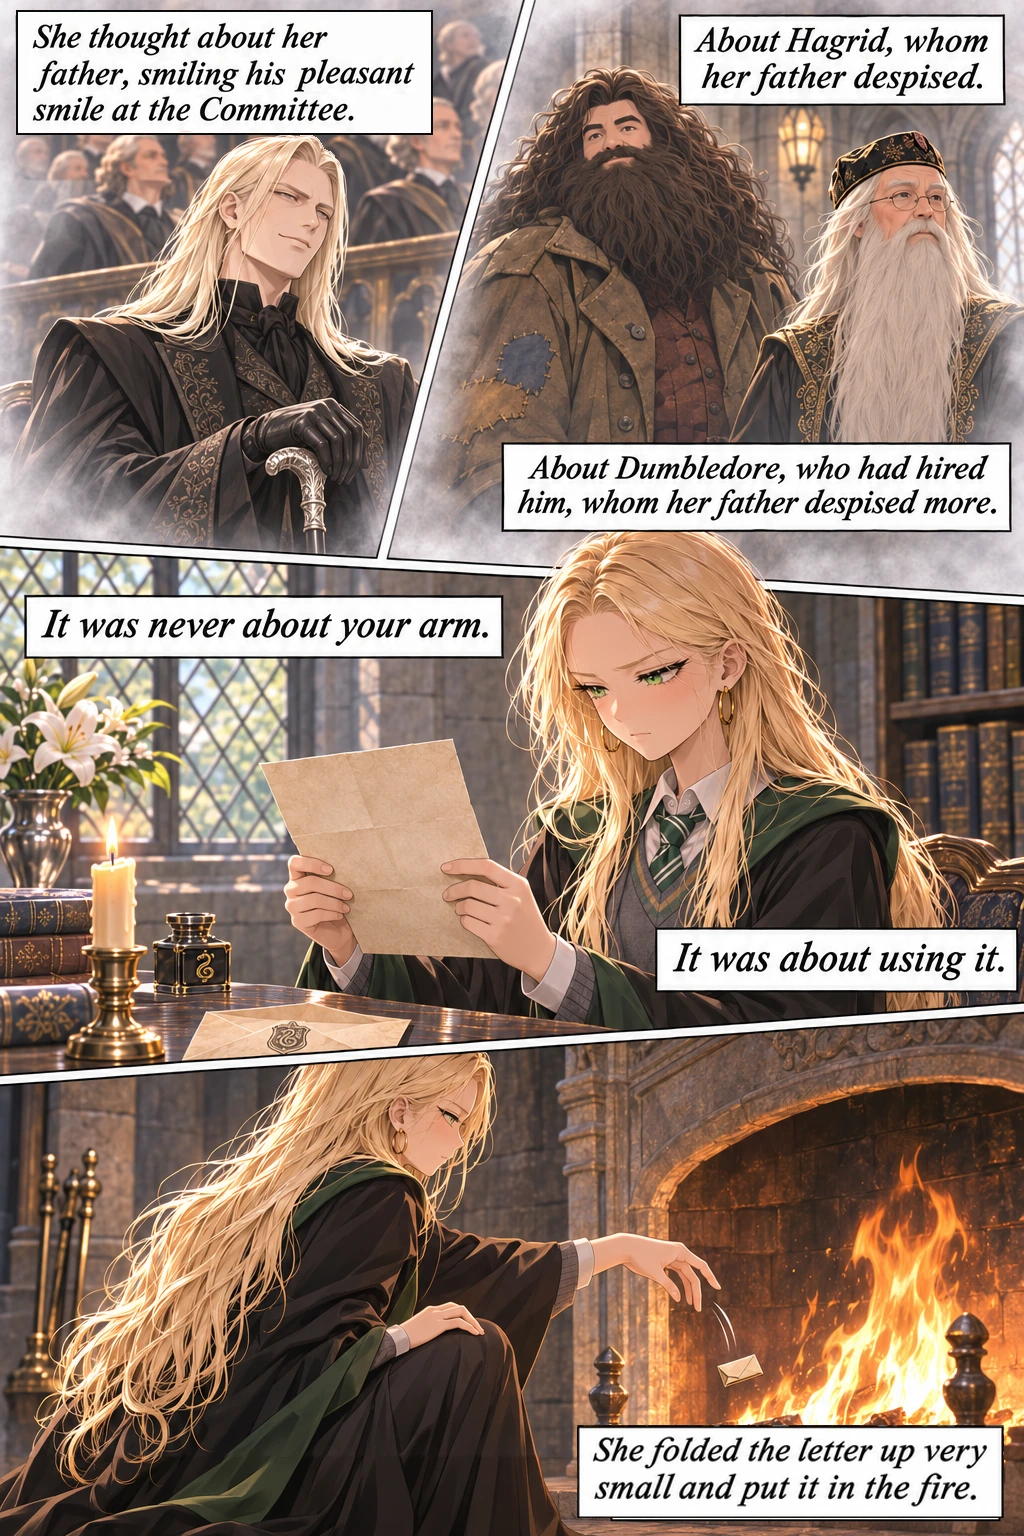 She thought about her
father, smiling his pleasant
smile at the Committee.
About Hagrid, whom
her father despised.
About Dumbledore, who had hired
him, whom her father despised more.
It was never about your arm.
It was about using it.
She folded the letter up very
small and put it in the fire.